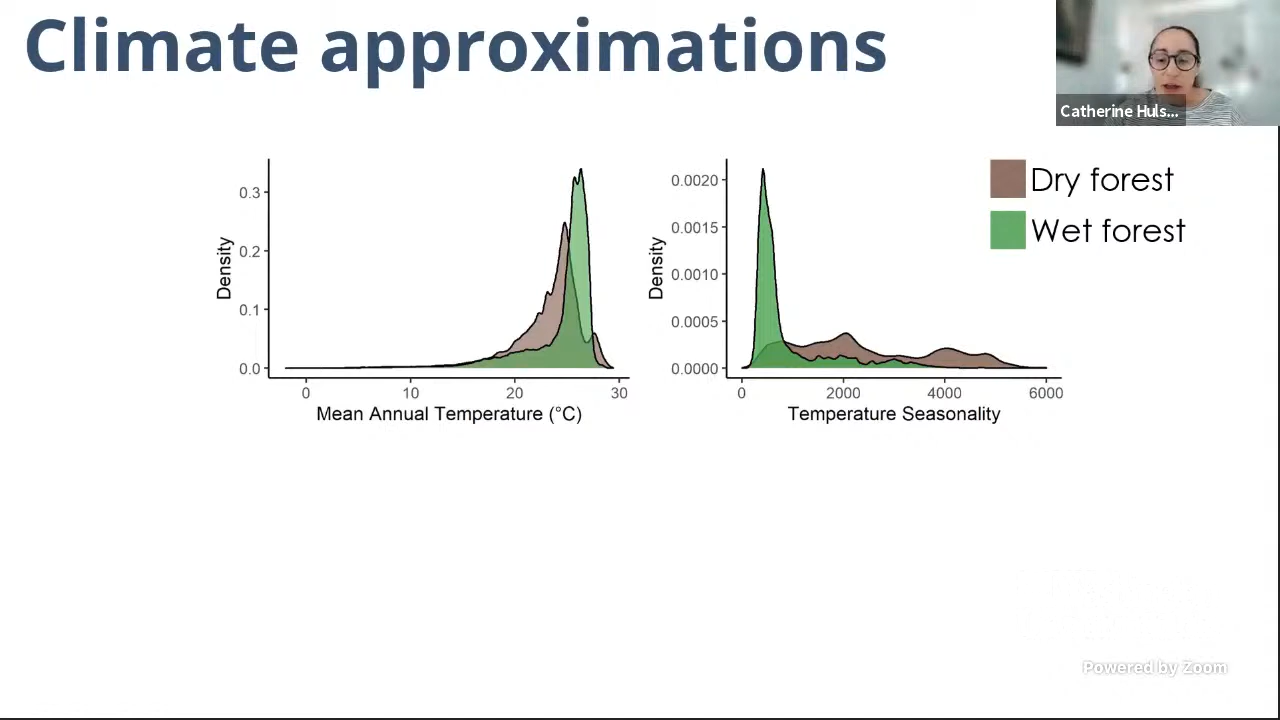 Climate approximations
Catherine Huls...
Dry forest
Wet forest
Density
0.3
0.2
0.1
0.0
0
10
20
30
Mean Annual Temperature (°C)
Density
0.0020
0.0015
0.0010
0.0005
0.0000
0
2000
4000
6000
Temperature Seasonality
Powered by Zoom